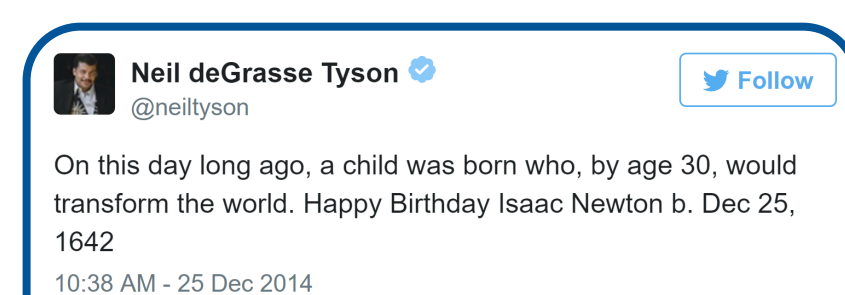 Neil deGrasse Tyson
@neiltyson
Follow
On this day long ago, a child was born who, by age 30, would
transform the world. Happy Birthday Isaac Newton b. Dec 25,
1642
10:38 AM - 25 Dec 2014